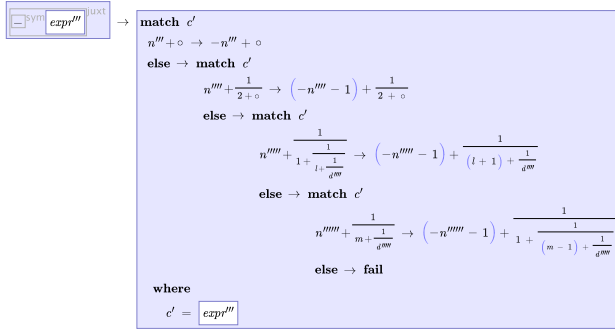 − sym expr''' juxt → match c'
n''' + ∘ → −n''' + ∘
else → match c'
n'''' + 1/(2 + ∘) → (−n'''' − 1) + 1/(2 + ∘)
else → match c'
n''''' + 1/(1 + 1/(l + 1/d'''')) → (−n''''' − 1) + 1/((l + 1) + 1/d'''')
else → match c'
n'''''' + 1/(m + 1/d''''') → (−n'''''' − 1) + 1/(1 + 1/((m − 1) + 1/d'''''))
else → fail
where
c' = expr'''